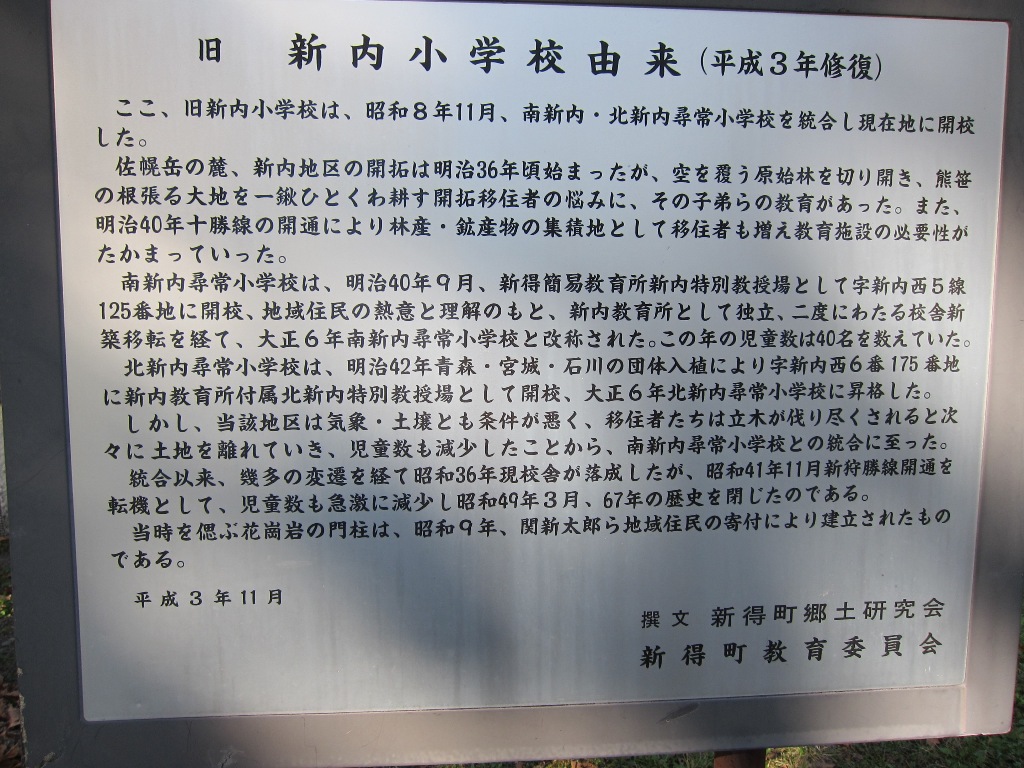 旧 新内小学校由来(平成3年修復)
ここ、旧新内小学校は、昭和8年11月、南新内・北新内尋常小学校を統合し現在地に開校
した。
佐幌岳の麓、新内地区の開拓は明治36年頃始まったが、空を覆う原始林を切り開き、熊笹
の根張る大地を一鍬ひとくわ耕す開拓移住者の悩みに、その子弟らの教育があった。また、
明治40年十勝線の開通により林産・鉱産物の集積地として移住者も増え教育施設の必要性が
たかまっていった。
南新内尋常小学校は、明治40年9月、新得簡易教育所新内特別教授場として字新内西5線
125番地に開校、地域住民の熱意と理解のもと、新内教育所として独立、二度にわたる校舎新
築移転を経て、大正6年南新内尋常小学校と改称された。この年の児童数は40名を数えていた。
北新内尋常小学校は、明治42年青森・宮城・石川の団体入植により字新内西6番175番地
に新内教育所付属北新内特別教授場として開校、大正6年北新内尋常小学校に昇格した。
しかし、当該地区は気象・土壌とも条件が悪く、移住者たちは立木が伐り尽くされると次
々に土地を離れていき、児童数も減少したことから、南新内尋常小学校との統合に至った。
統合以来、幾多の変遷を経て昭和36年現校舎が落成したが、昭和41年11月新狩勝線開通を
転機として、児童数も急激に減少し昭和49年3月、67年の歴史を閉じたのである。
当時を偲ぶ花崗岩の門柱は、昭和9年、関新太郎ら地域住民の寄付により建立されたもの
である。
平成3年11月
撰文 新得町郷土研究会
新得町教育委員会